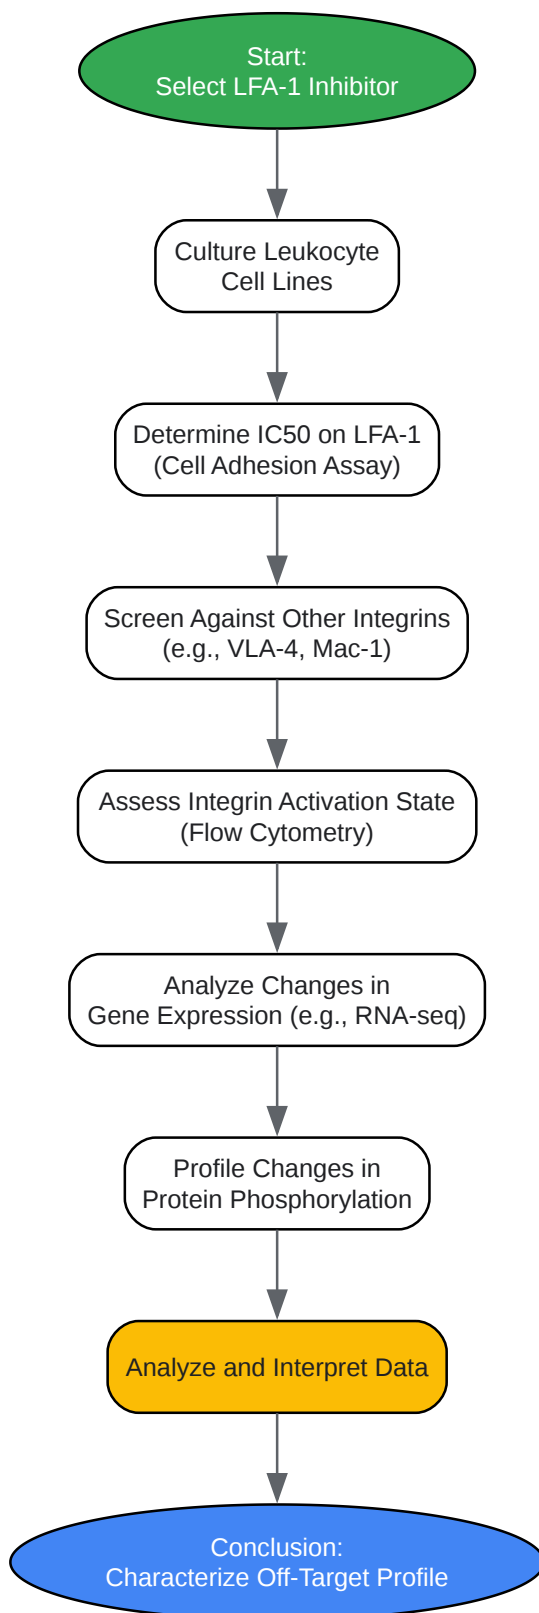 Start:
Select LFA-1 Inhibitor
Culture Leukocyte
Cell Lines
Determine IC50 on LFA-1
(Cell Adhesion Assay)
Screen Against Other Integrins
(e.g., VLA-4, Mac-1)
Assess Integrin Activation State
(Flow Cytometry)
Analyze Changes in
Gene Expression (e.g., RNA-seq)
Profile Changes in
Protein Phosphorylation
Analyze and Interpret Data
Conclusion:
Characterize Off-Target Profile